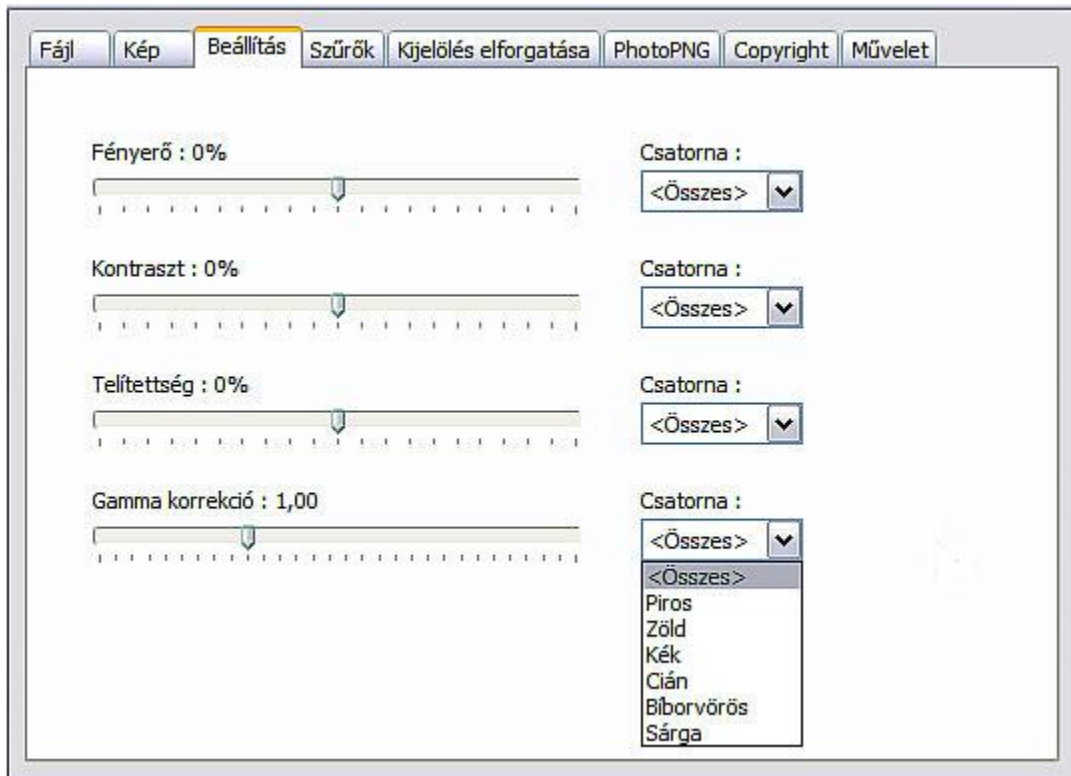 Fájl Kép Beállítás Szűrők Kijelölés elforgatása PhotoPNG Copyright Művelet
Fényerő : 0% Csatorna :
<Összes>
Kontraszt : 0% Csatorna :
<Összes>
Telítettség : 0% Csatorna :
<Összes>
Gamma korrekció : 1,00 Csatorna :
<Összes>
<Összes>
Piros
Zöld
Kék
Cián
Bíborvörös
Sárga